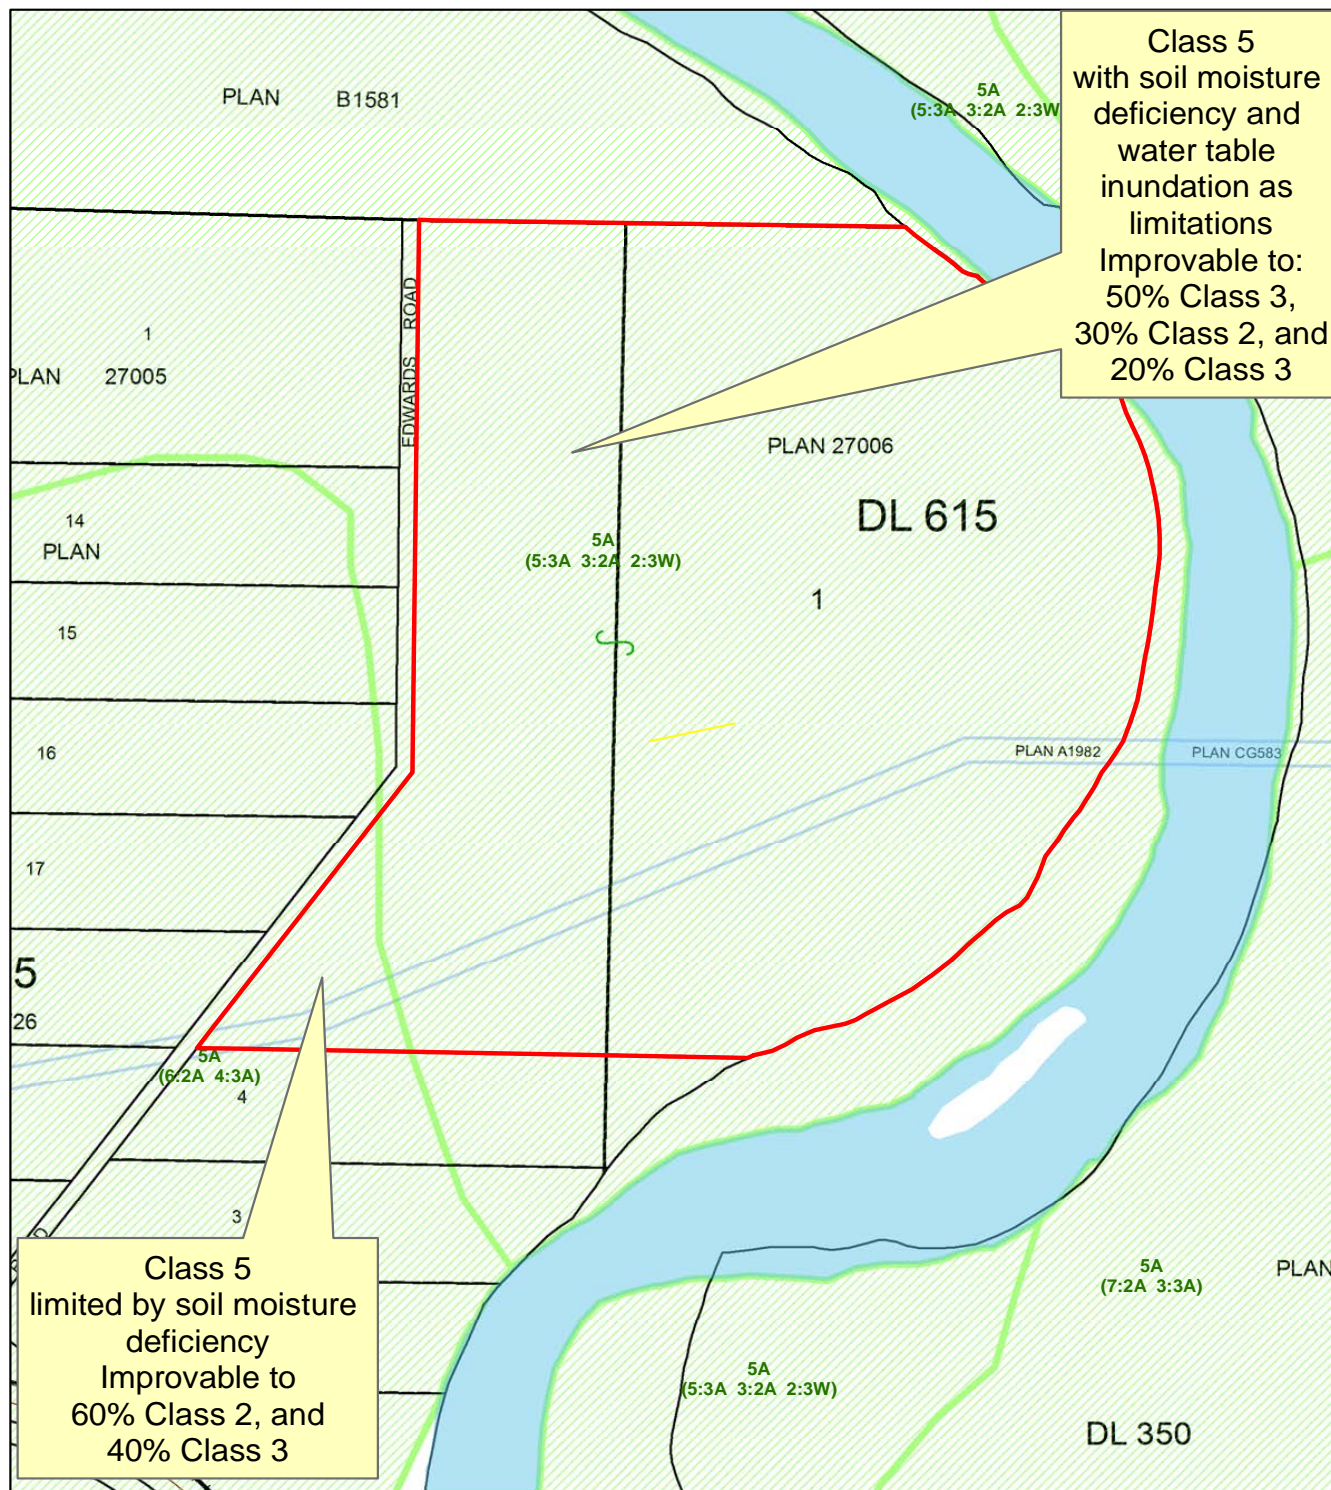 Class 5
with soil moisture
deficiency and
water table
inundation as
limitations
Improvable to:
50% Class 3,
30% Class 2, and
20% Class 3
PLAN B1581
5A
(5:3A 3:2A 2:3W
EDWARDS ROAD
1
PLAN 27005
PLAN 27006
DL 615
14
PLAN
5A
(5:3A 3:2A 2:3W)
1
15
16
PLAN A1982
PLAN CG583
17
5
26
5A
(6:2A 4:3A)
4
3
Class 5
limited by soil moisture
deficiency
Improvable to
60% Class 2, and
40% Class 3
5A
(7:2A 3:3A)
PLAN
5A
(5:3A 3:2A 2:3W)
DL 350